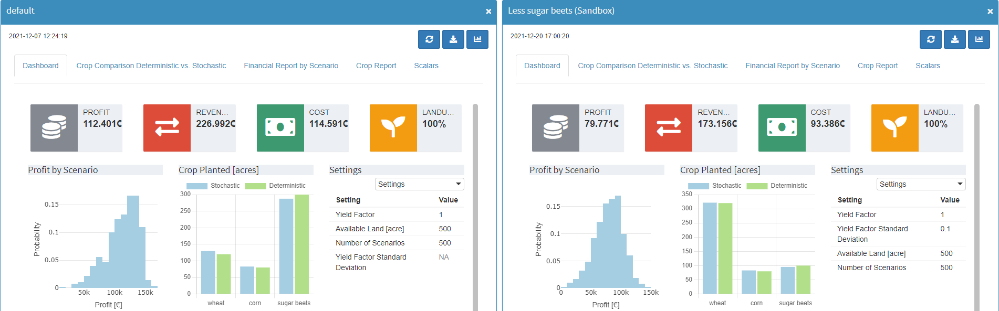 default ×
2021-12-07 12:24:19
Dashboard Crop Comparison Deterministic vs. Stochastic Financial Report by Scenario Crop Report Scalars
PROFIT
112.401€
REVEN...
226.992€
COST
114.591€
LANDU...
100%
Profit by Scenario
0.15
0.1
0.05
0
50k 100k 150k
Probability
Profit [€]
Crop Planted [acres]
Stochastic Deterministic
300
250
200
150
100
50
0
wheat corn sugar beets
Settings
Settings
Setting Value
Yield Factor 1
Available Land [acre] 500
Number of Scenarios 500
Yield Factor Standard NA
Deviation
Less sugar beets (Sandbox) ×
2021-12-20 17:00:20
Dashboard Crop Comparison Deterministic vs. Stochastic Financial Report by Scenario Crop Report Scalars
PROFIT
79.771€
REVEN...
173.156€
COST
93.386€
LANDU...
100%
Profit by Scenario
0.15
0.1
0.05
0
0 50k 100k 150k
Probability
Profit [€]
Crop Planted [acres]
Stochastic Deterministic
350
300
250
200
150
100
50
0
wheat corn sugar beets
Settings
Settings
Setting Value
Yield Factor 1
Yield Factor Standard 0.1
Deviation
Available Land [acre] 500
Number of Scenarios 500